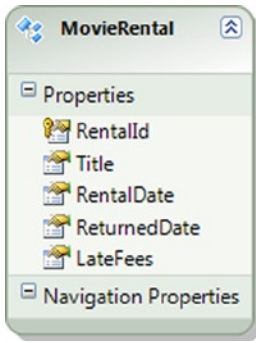 MovieRental
Properties
RentalId
Title
RentalDate
ReturnedDate
LateFees
Navigation Properties